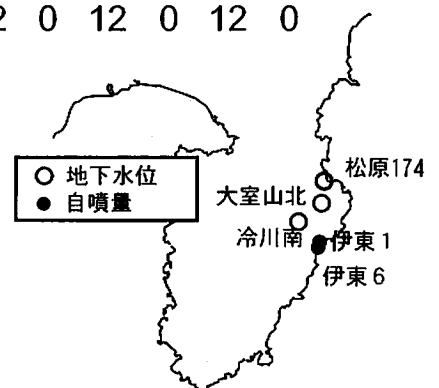 2 0 12 0 12 0
○ 地下水位
● 自噴量
松原174
大室山北
冷川南
伊東1
伊東6